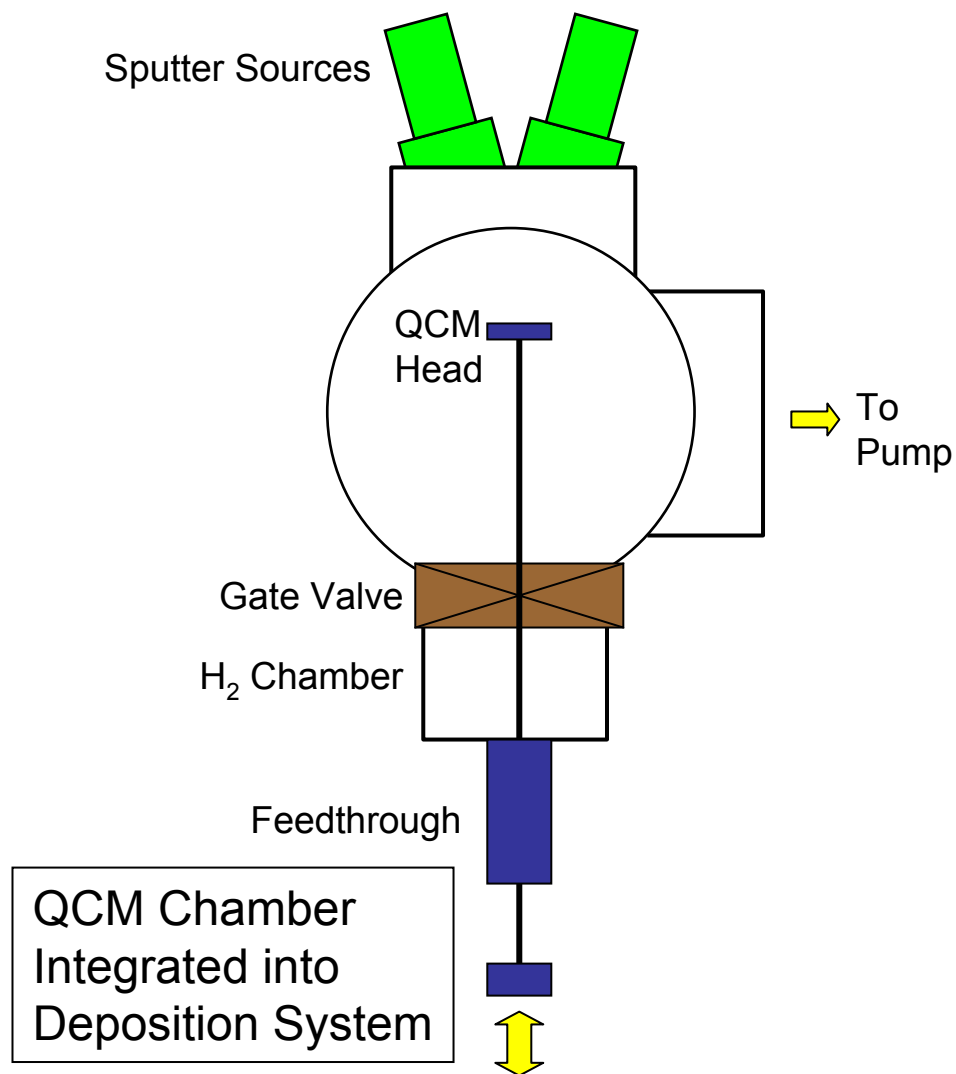 Sputter Sources
QCM
Head
To
Pump
Gate Valve
H₂ Chamber
Feedthrough
QCM Chamber
Integrated into
Deposition System